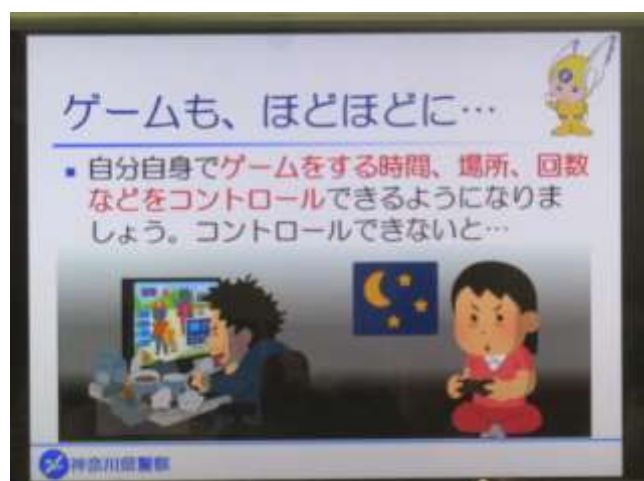 ゲームも、ほどほどに…
▪ 自分自身でゲームをする時間、場所、回数
などをコントロールできるようになりま
しょう。コントロールできないと…
神奈川県警察